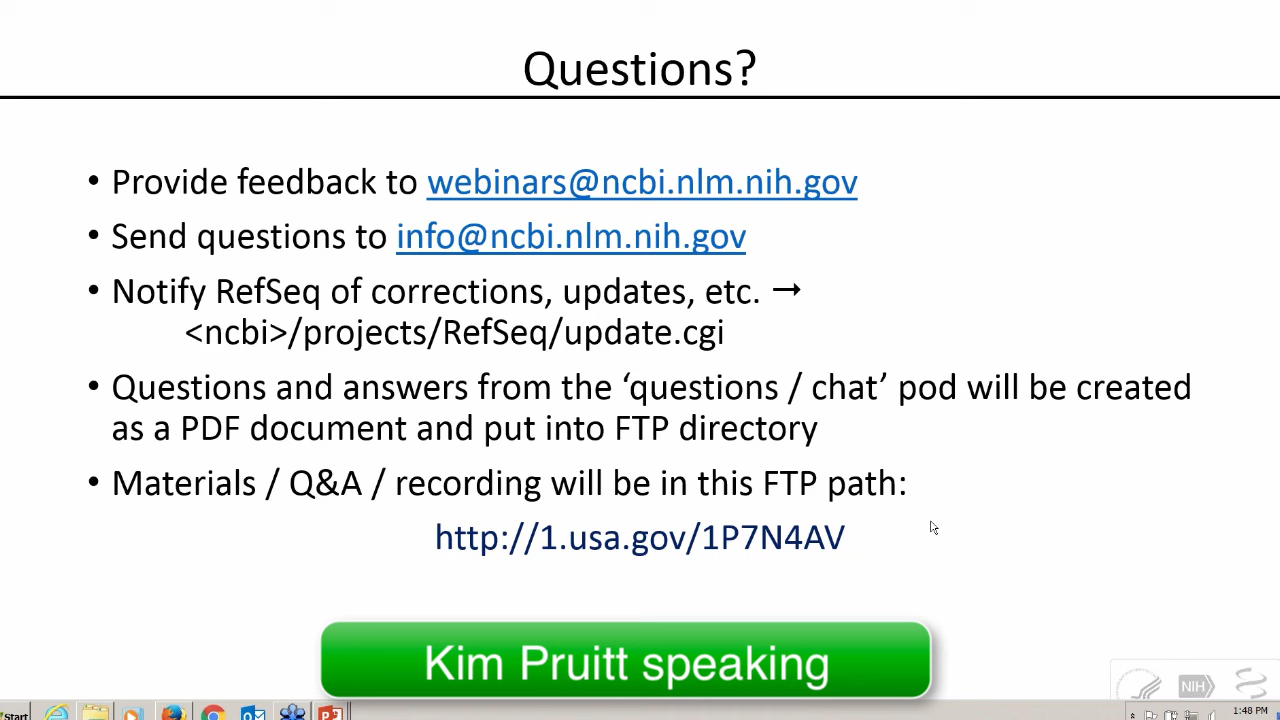 Questions?
• Provide feedback to webinars@ncbi.nlm.nih.gov
• Send questions to info@ncbi.nlm.nih.gov
• Notify RefSeq of corrections, updates, etc. →
<ncbi>/projects/RefSeq/update.cgi
• Questions and answers from the ‘questions / chat’ pod will be created
as a PDF document and put into FTP directory
• Materials / Q&A / recording will be in this FTP path:
http://1.usa.gov/1P7N4AV
Kim Pruitt speaking
NIH
Start
1:48 PM